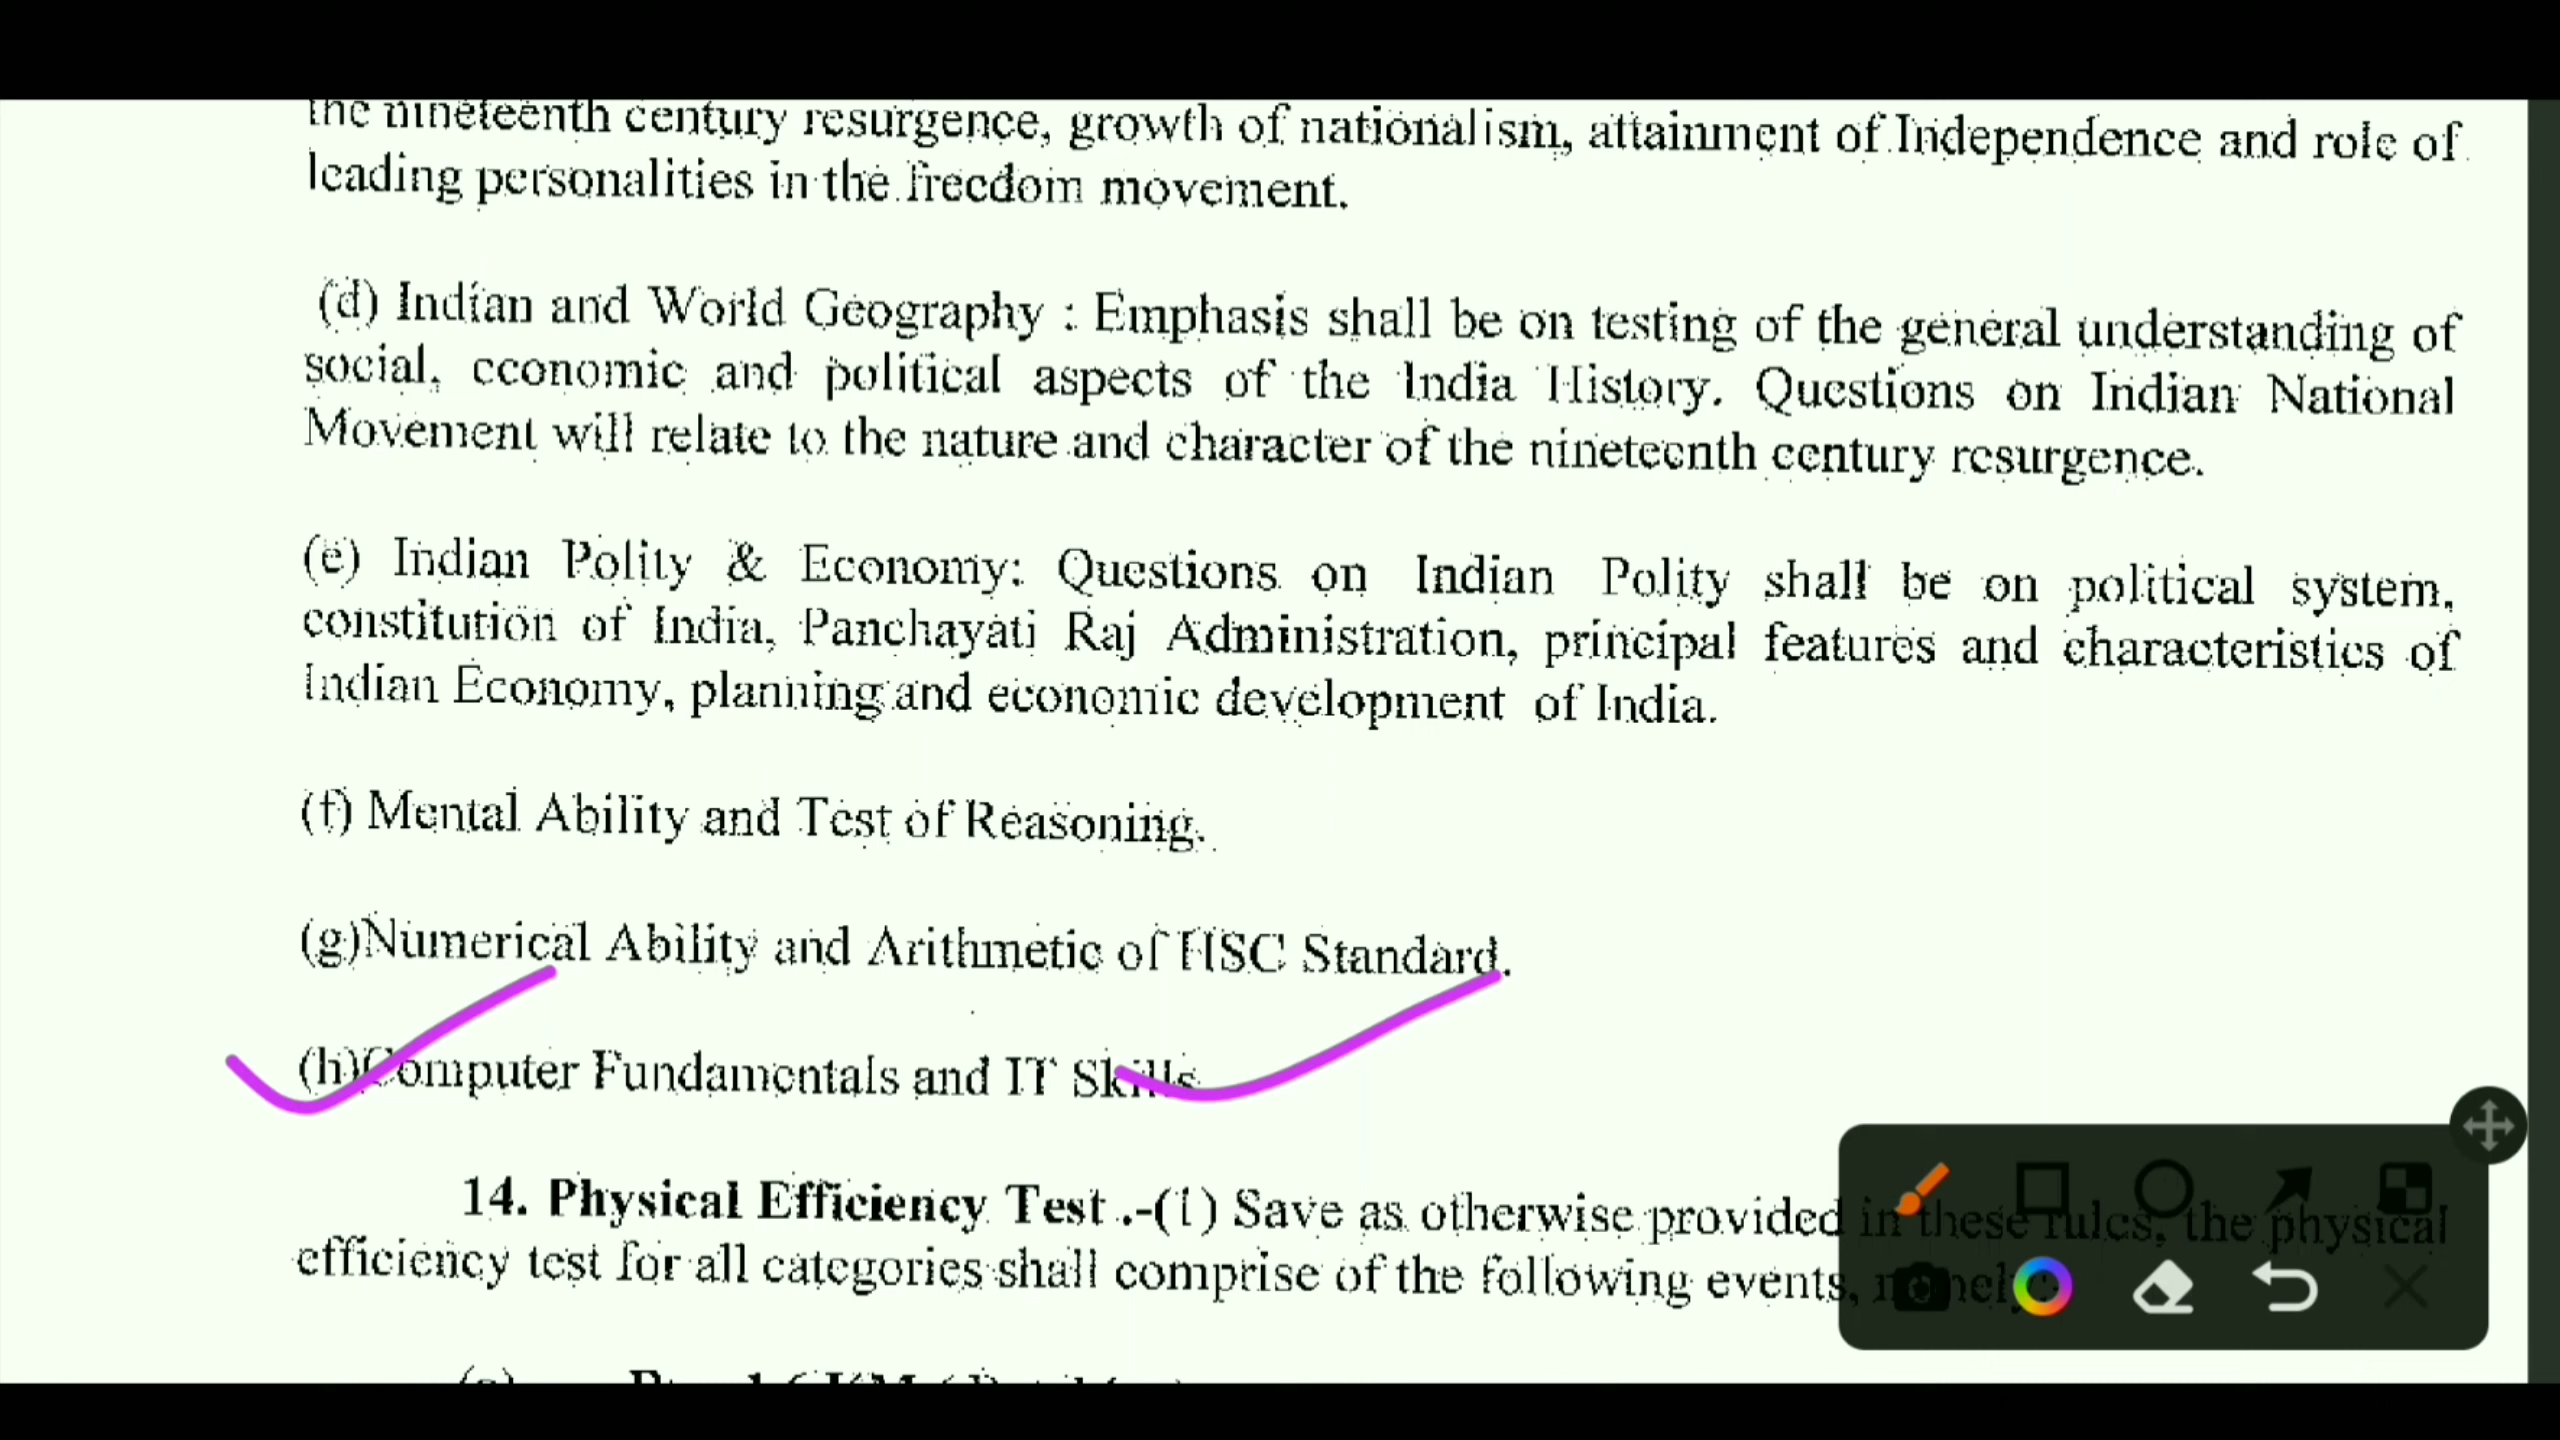 the nineteenth century resurgence, growth of nationalism, attainment of Independence and role of
leading personalities in the freedom movement.
(d) Indian and World Geography : Emphasis shall be on testing of the general understanding of
social, economic and political aspects of the India History. Questions on Indian National
Movement will relate to the nature and character of the nineteenth century resurgence.
(e) Indian Polity & Economy: Questions on Indian Polity shall be on political system,
constitution of India, Panchayati Raj Administration, principal features and characteristics of
Indian Economy, planning and economic development of India.
(f) Mental Ability and Test of Reasoning.
(g)Numerical Ability and Arithmetic of HSC Standard.
(h)Computer Fundamentals and IT Skills
14. Physical Efficiency Test .-(1) Save as otherwise provided in these rules, the physical
efficiency test for all categories shall comprise of the following events, namely: